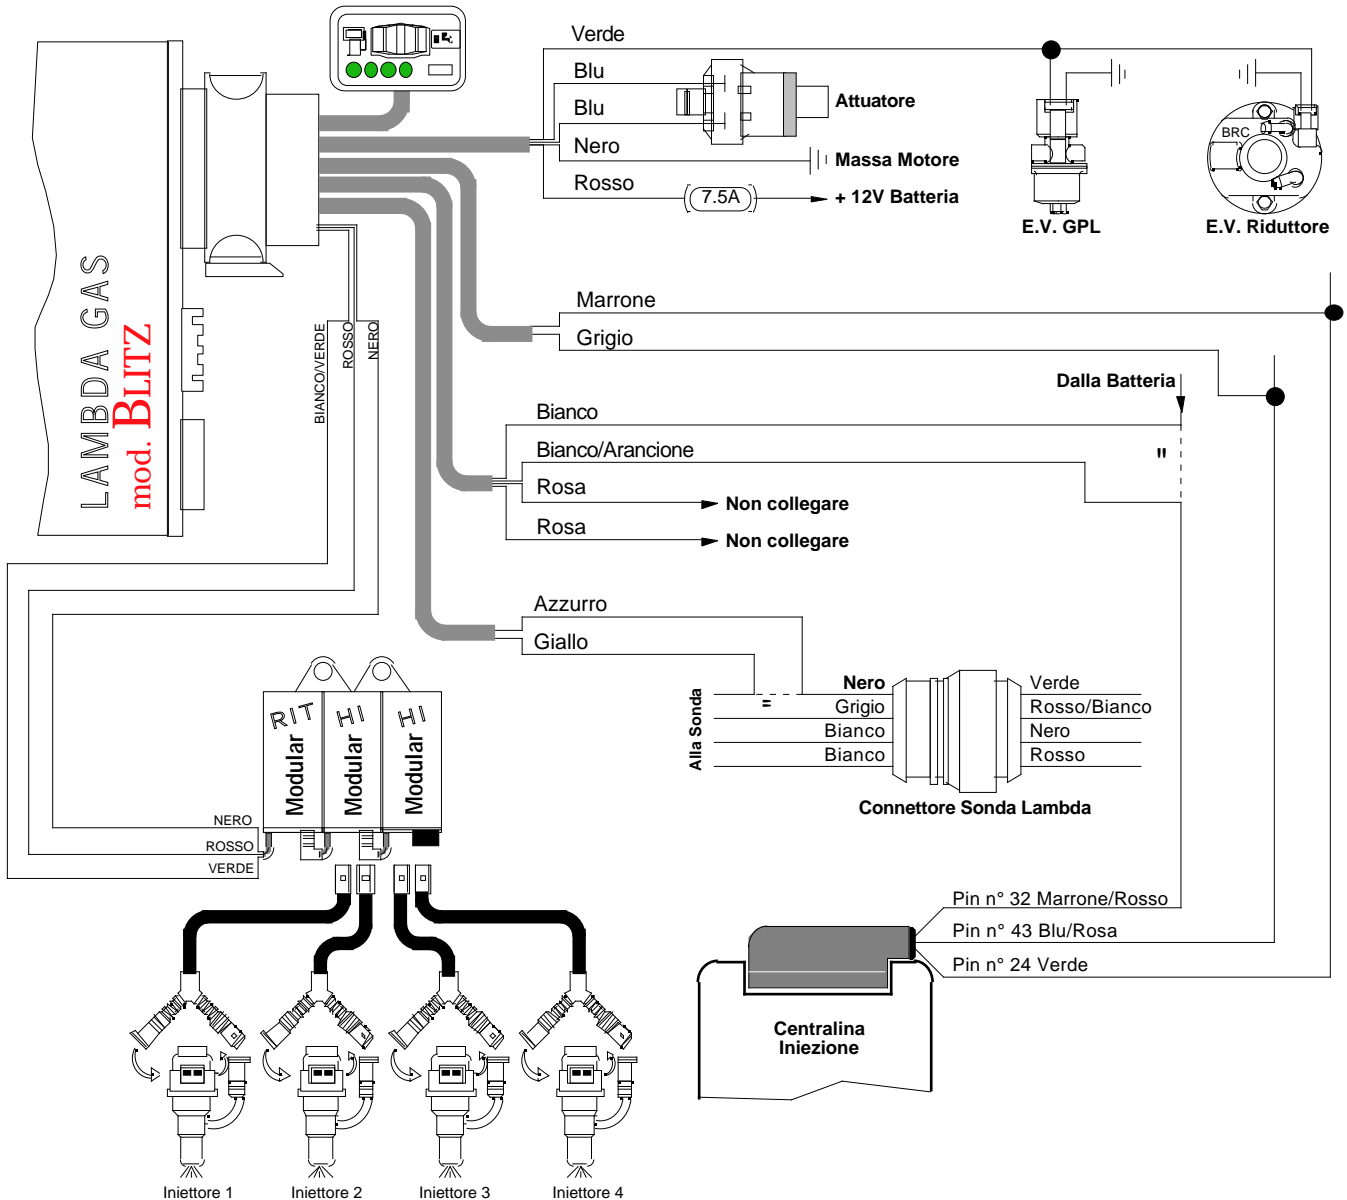 Verde
Blu
Blu
Nero
Rosso
7.5A
Attuatore
Massa Motore
+ 12V Batteria
E.V. GPL
BRC
E.V. Riduttore
LAMBDA GAS
mod. BLITZ
BIANCO/VERDE
ROSSO
NERO
Marrone
Grigio
Dalla Batteria
Bianco
Bianco/Arancione
"
Rosa
Non collegare
Rosa
Non collegare
Azzurro
Giallo
Alla Sonda
"
Nero
Grigio
Bianco
Bianco
Verde
Rosso/Bianco
Nero
Rosso
Connettore Sonda Lambda
RIT
HI
HI
Modular
Modular
Modular
NERO
ROSSO
VERDE
Pin n° 32 Marrone/Rosso
Pin n° 43 Blu/Rosa
Pin n° 24 Verde
Centralina
Iniezione
Iniettore 1
Iniettore 2
Iniettore 3
Iniettore 4